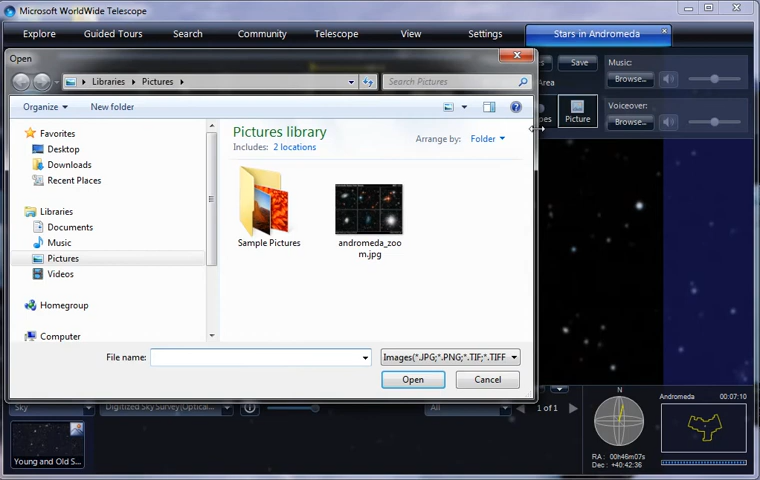 Microsoft WorldWide Telescope
Explore Guided Tours Search Community Telescope View Settings Stars in Andromeda
Open
Save Music:
Libraries Pictures Search Pictures
Area Browse...
Organize New folder
Picture Voiceover:
Browse...
Favorites
Desktop
Downloads
Recent Places
Libraries
Documents
Music
Pictures
Videos
Homegroup
Computer
Pictures library
Includes: 2 locations
Arrange by: Folder
Sample Pictures
andromeda_zoo
m.jpg
File name: Images(*.JPG;*.PNG;*.TIF;*.TIFF
Open Cancel
Sky Digitized Sky Survey (Optical... All 1 of 1
Young and Old S...
N
RA : 00h46m07s
Dec : +40:42:36
Andromeda 00:07:10